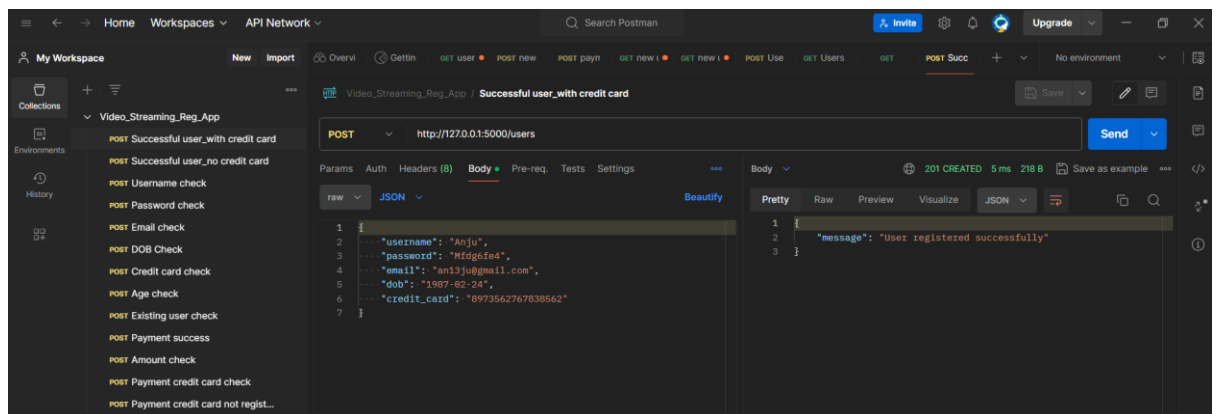 Home Workspaces API Network Search Postman Invite Upgrade
My Workspace New Import Overvi Gettin GET user POST new POST payn GET new GET new POST Use GET Users GET POST Succ No environment
Collections
Environments
History
Video_Streaming_Reg_App
POST Successful user_with credit card
POST Successful user_no credit card
POST Username check
POST Password check
POST Email check
POST DOB Check
POST Credit card check
POST Age check
POST Existing user check
POST Payment success
POST Amount check
POST Payment credit card check
POST Payment credit card not regist...
HTTP Video_Streaming_Reg_App / Successful user_with credit card Save
POST http://127.0.0.1:5000/users Send
Params Auth Headers (8) Body Pre-req. Tests Settings
raw JSON Beautify
1 {
2 "username": "Anju",
3 "password": "Mfdg6fe4",
4 "email": "an13ju@gmail.com",
5 "dob": "1987-02-24",
6 "credit_card": "8973562767838562"
7 }
Body 201 CREATED 5 ms 218 B Save as example
Pretty Raw Preview Visualize JSON
1 {
2 "message": "User registered successfully"
3 }